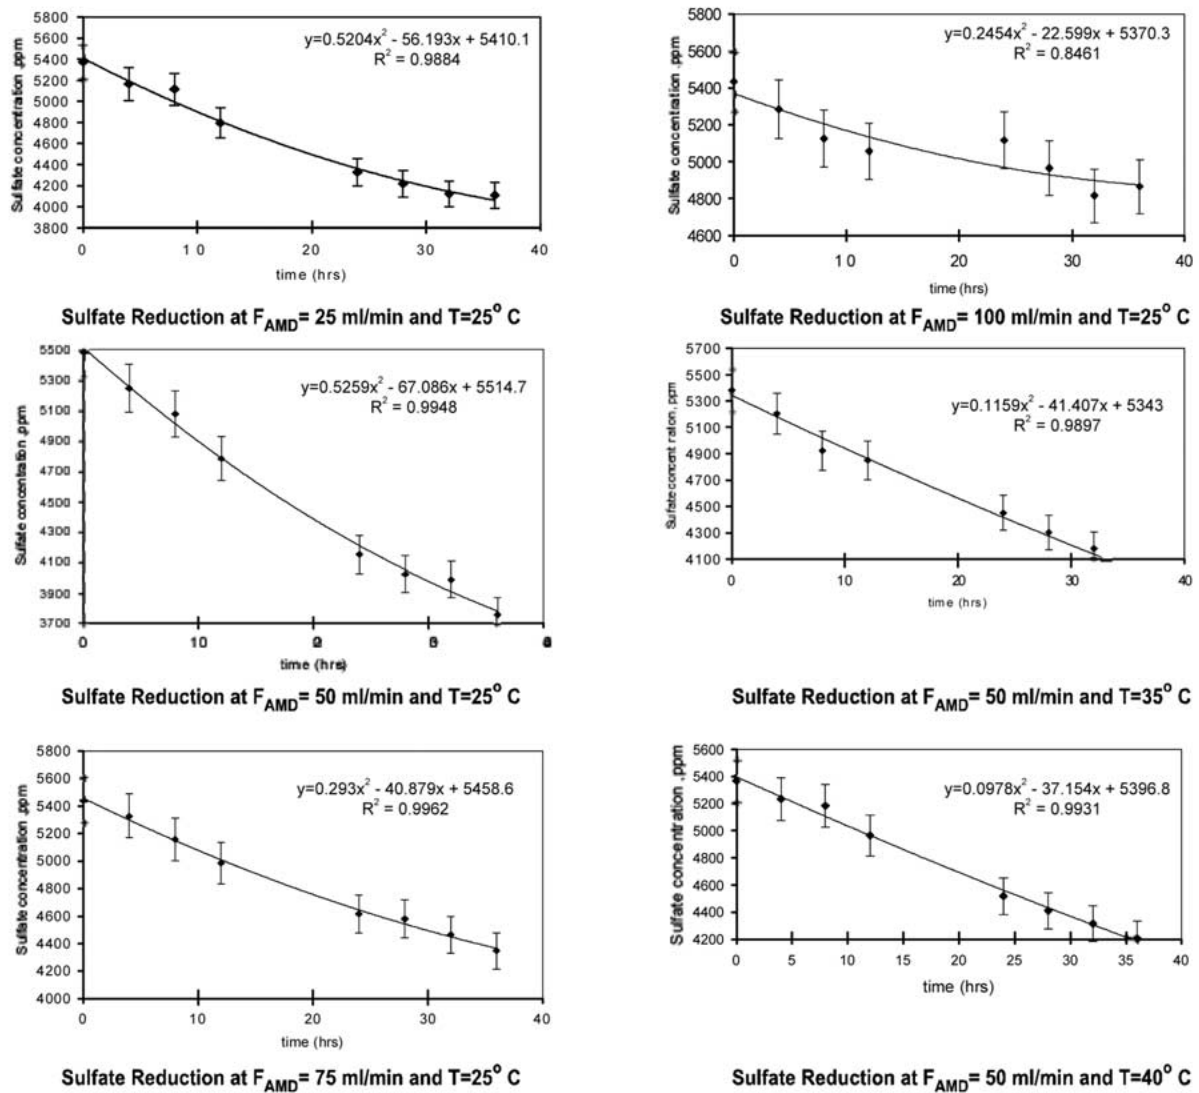 5800
5600
5400
5200
5000
4800
4600
4400
4200
4000
3800
Sulfate concentration ,ppm
y=0.5204x² - 56.193x + 5410.1
R² = 0.9884
0 1 0 20 30 40
time (hrs)
Sulfate Reduction at F_AMD= 25 ml/min and T=25° C
5800
5600
5400
5200
5000
4800
4600
Sulfate concentration ,ppm
y=0.2454x² - 22.599x + 5370.3
R² = 0.8461
0 1 0 20 30 40
time (hrs)
Sulfate Reduction at F_AMD= 100 ml/min and T=25° C
5500
5300
5100
4900
4700
4500
4300
4100
3900
3700
Sulfate concentration ,ppm
y=0.5259x² - 67.086x + 5514.7
R² = 0.9948
0 10
time (hrs)
Sulfate Reduction at F_AMD= 50 ml/min and T=25° C
5700
5500
5300
5100
4900
4700
4500
4300
4100
Sulfate concent ration, ppm
y=0.1159x² - 41.407x + 5343
R² = 0.9897
0 10 20 30 40
time (hrs)
Sulfate Reduction at F_AMD= 50 ml/min and T=35° C
5800
5600
5400
5200
5000
4800
4600
4400
4200
4000
Sulfate concentration ,ppm
y=0.293x² - 40.879x + 5458.6
R² = 0.9962
0 10 20 30 40
time (hrs)
Sulfate Reduction at F_AMD= 75 ml/min and T=25° C
5600
5400
5200
5000
4800
4600
4400
4200
Sulfate concentration ,ppm
y=0.0978x² - 37.154x + 5396.8
R² = 0.9931
0 5 10 15 20 25 30 35 40
time (hrs)
Sulfate Reduction at F_AMD= 50 ml/min and T=40° C